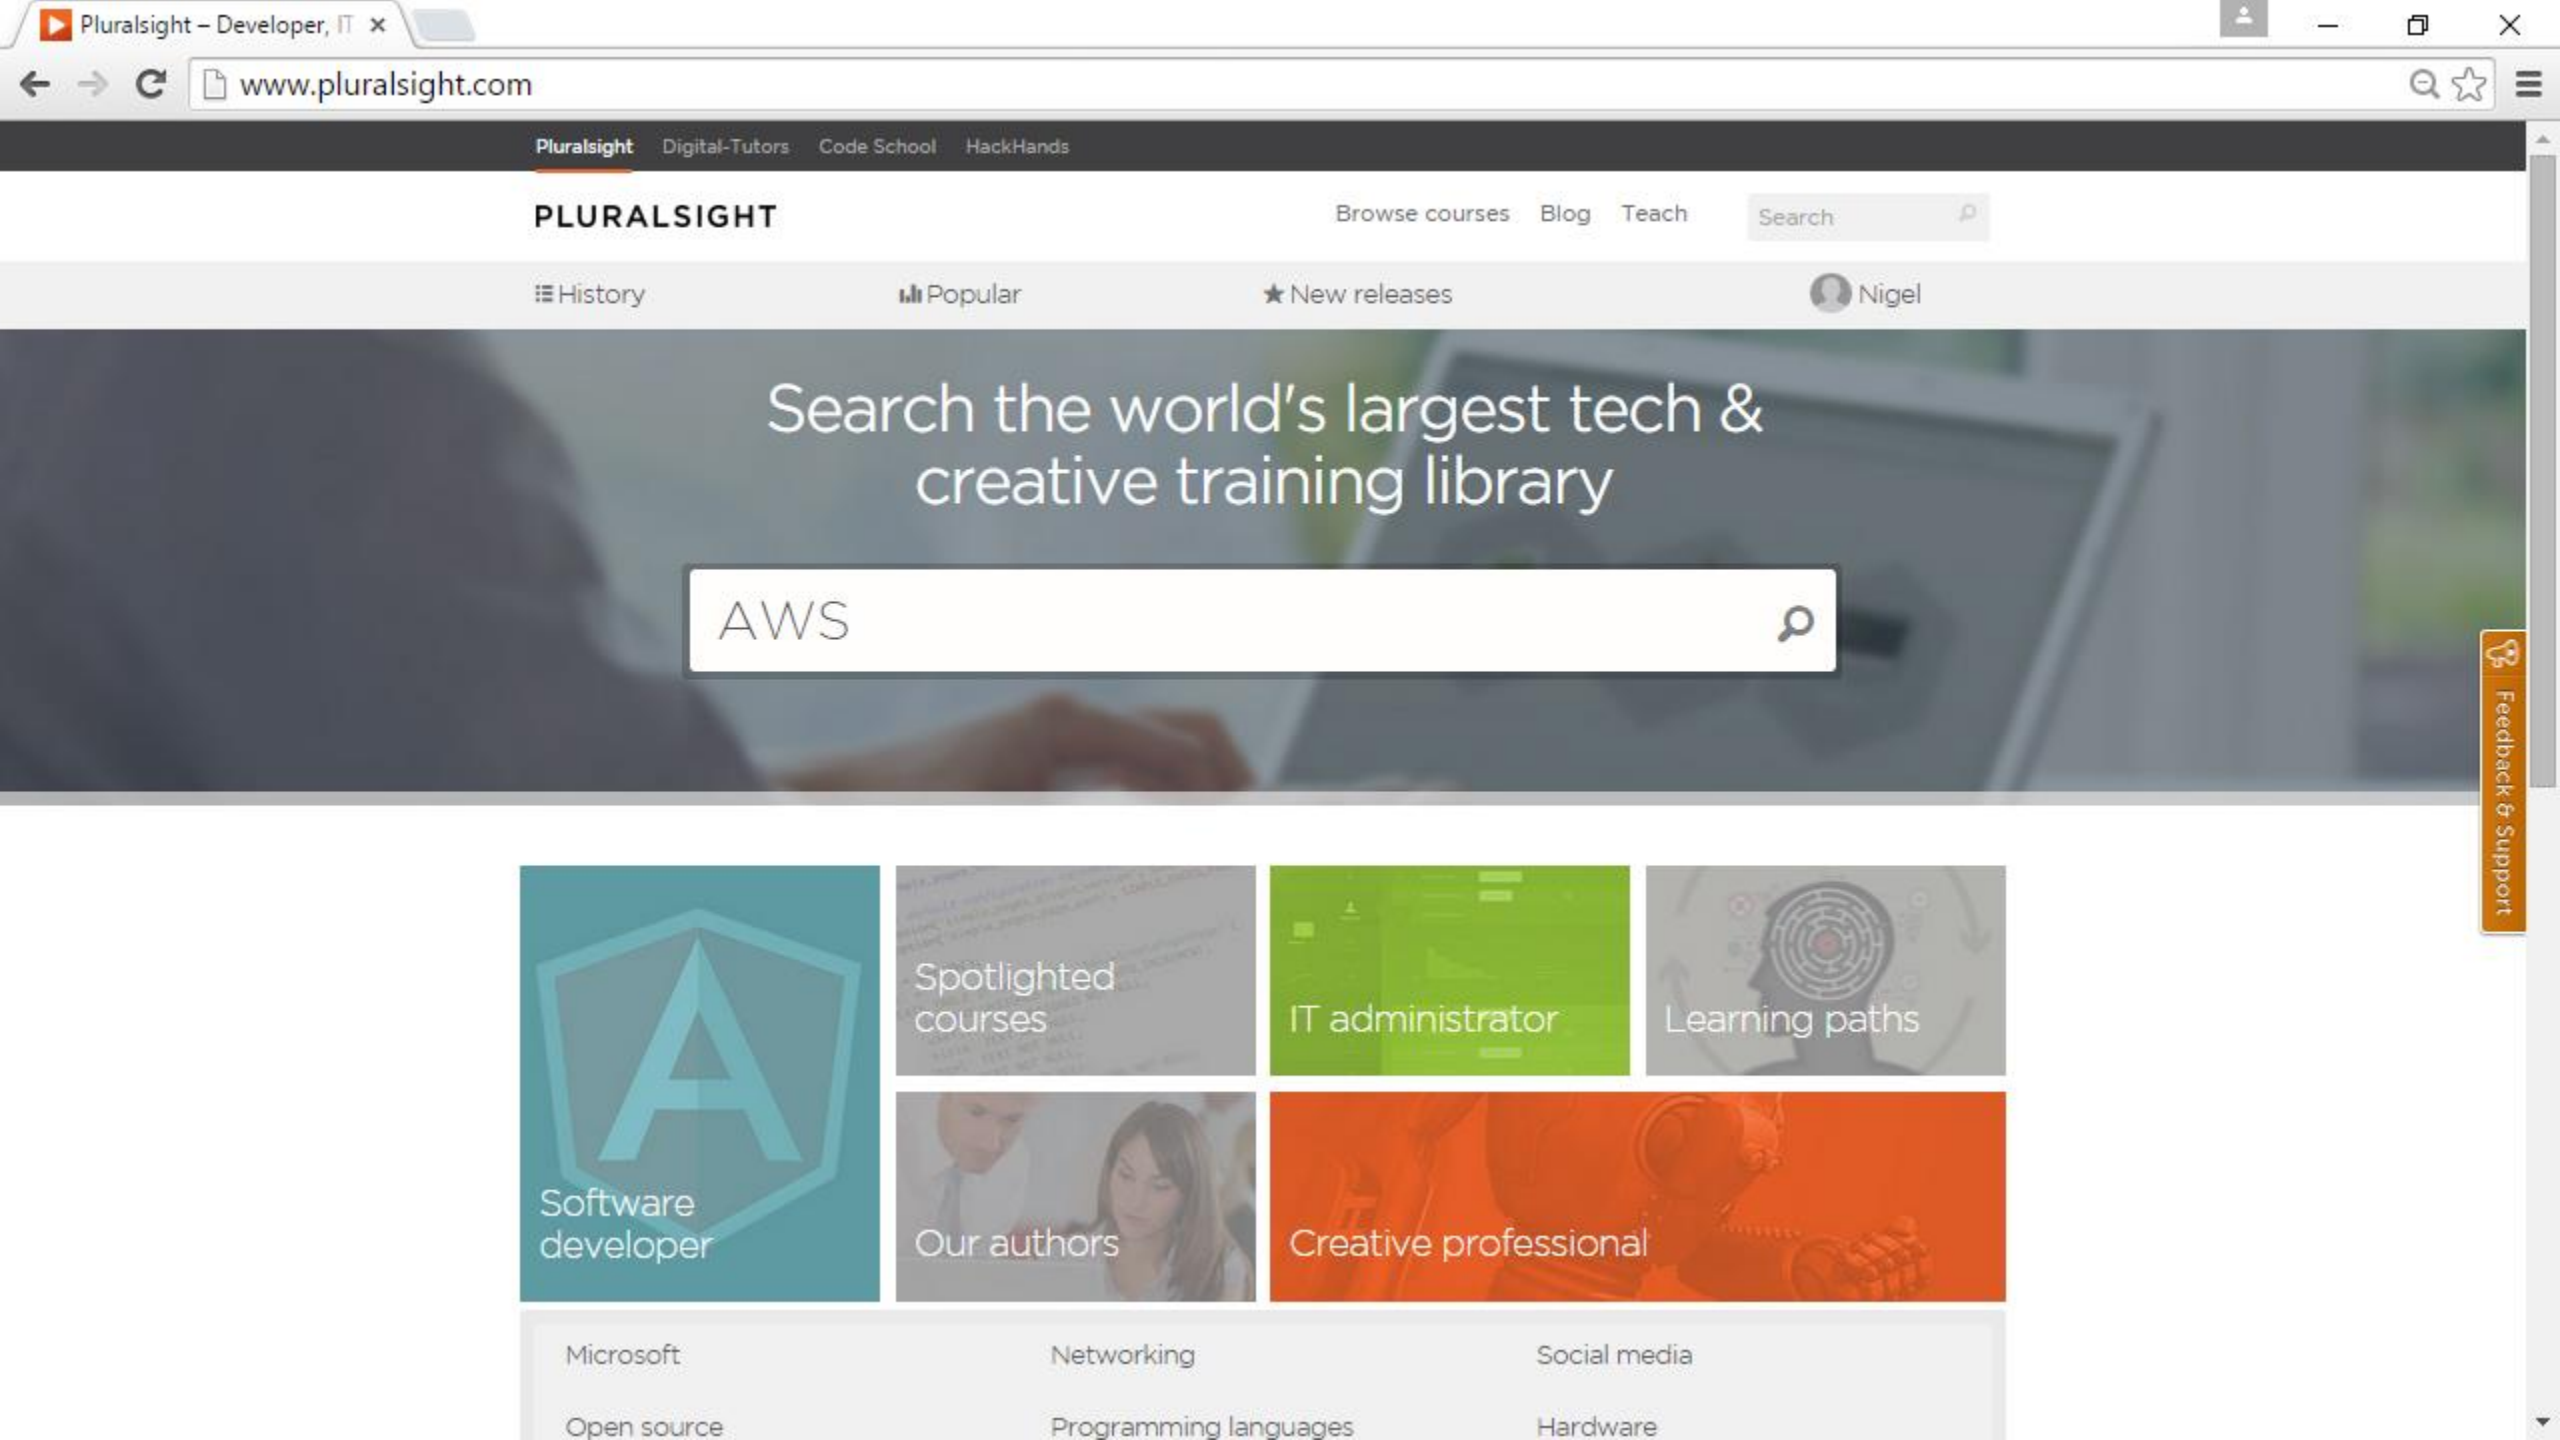 Pluralsight – Developer, IT
www.pluralsight.com
Pluralsight Digital-Tutors Code School HackHands
PLURALSIGHT
Browse courses Blog Teach Search
History Popular New releases Nigel
Search the world's largest tech &
creative training library
AWS
Feedback & Support
Spotlighted
courses
IT administrator
Learning paths
Software
developer
Our authors
Creative professional
Microsoft Networking Social media
Open source Programming languages Hardware